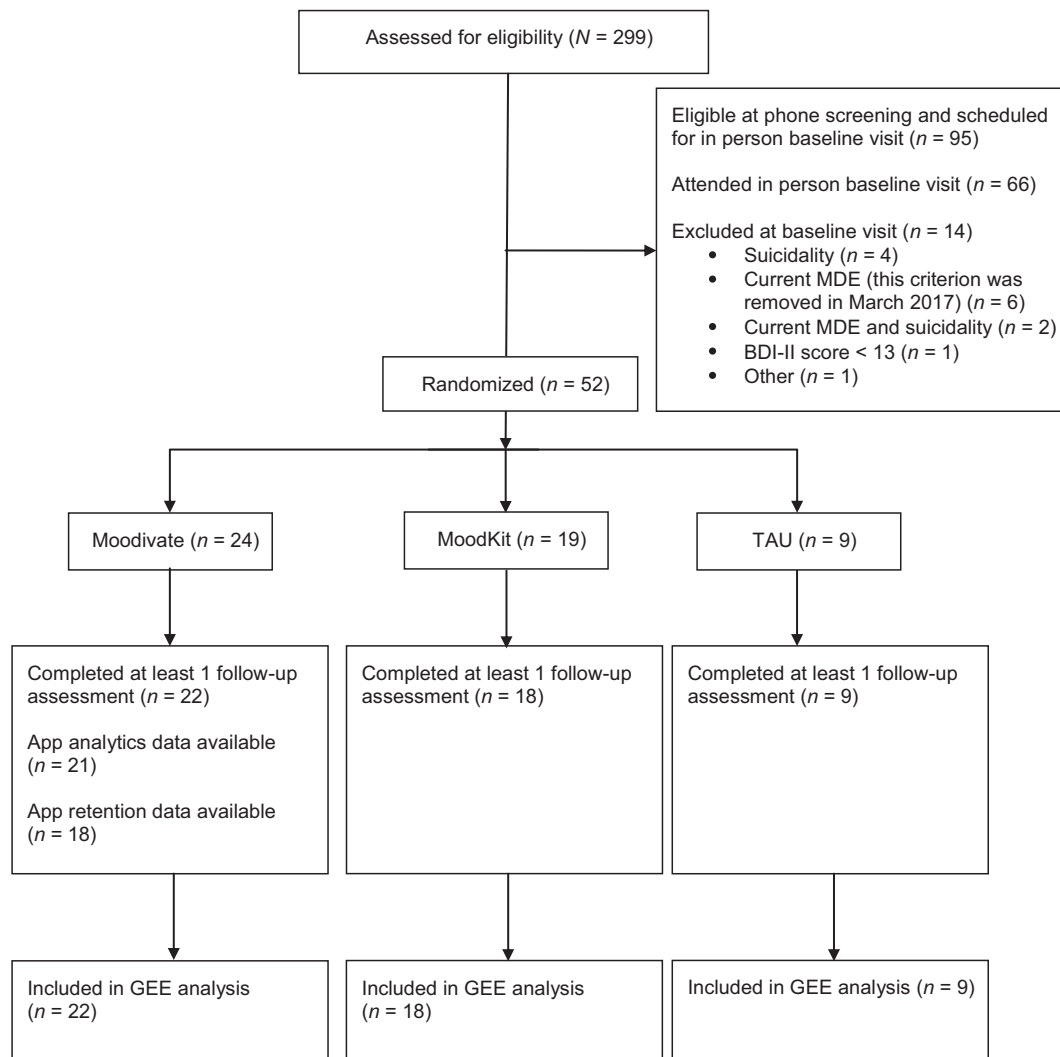 Assessed for eligibility (N = 299)
Eligible at phone screening and scheduled
for in person baseline visit (n = 95)
Attended in person baseline visit (n = 66)
Excluded at baseline visit (n = 14)
• Suicidality (n = 4)
• Current MDE (this criterion was
removed in March 2017) (n = 6)
• Current MDE and suicidality (n = 2)
• BDI-II score < 13 (n = 1)
• Other (n = 1)
Randomized (n = 52)
Moodivate (n = 24)
MoodKit (n = 19)
TAU (n = 9)
Completed at least 1 follow-up
assessment (n = 22)
App analytics data available
(n = 21)
App retention data available
(n = 18)
Completed at least 1 follow-up
assessment (n = 18)
Completed at least 1 follow-up
assessment (n = 9)
Included in GEE analysis
(n = 22)
Included in GEE analysis
(n = 18)
Included in GEE analysis (n = 9)